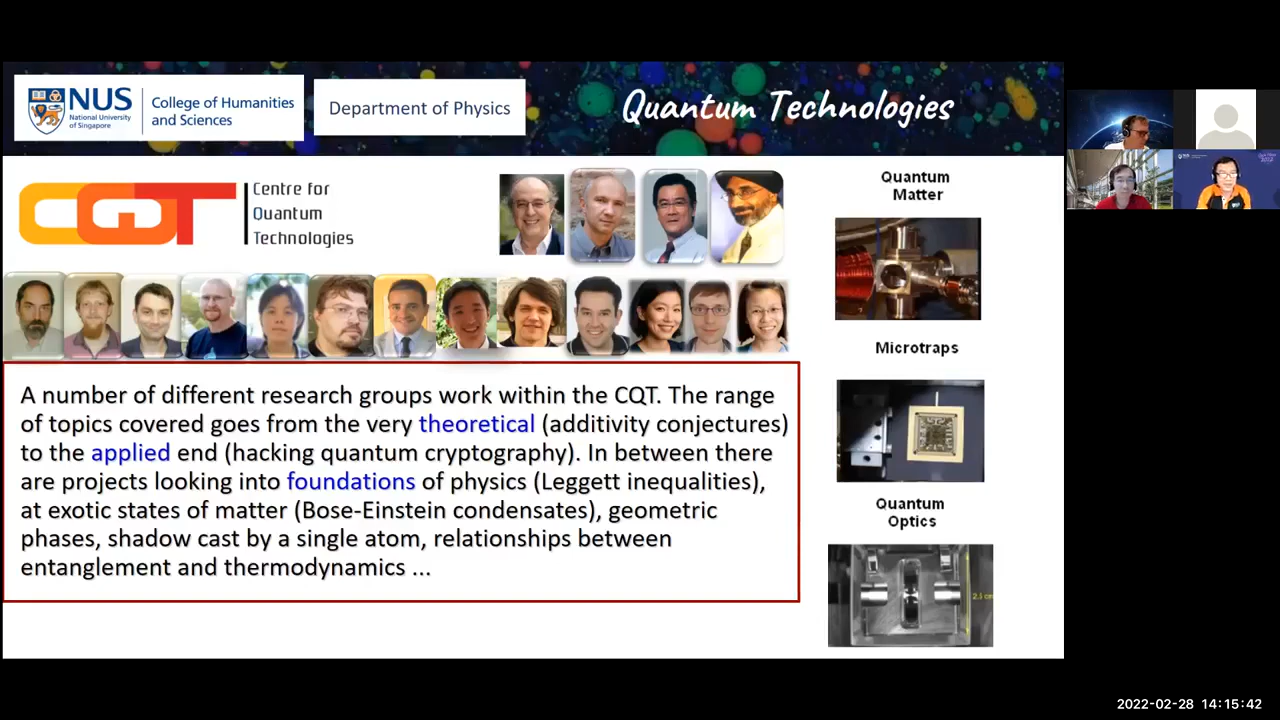 NUS
National University
of Singapore
College of Humanities
and Sciences
Department of Physics
Quantum Technologies
CQT
Centre for
Quantum
Technologies
Quantum
Matter
Microtraps
Quantum
Optics
2.5 cm
A number of different research groups work within the CQT. The range
of topics covered goes from the very theoretical (additivity conjectures)
to the applied end (hacking quantum cryptography). In between there
are projects looking into foundations of physics (Leggett inequalities),
at exotic states of matter (Bose-Einstein condensates), geometric
phases, shadow cast by a single atom, relationships between
entanglement and thermodynamics ...
2022-02-28 14:15:42